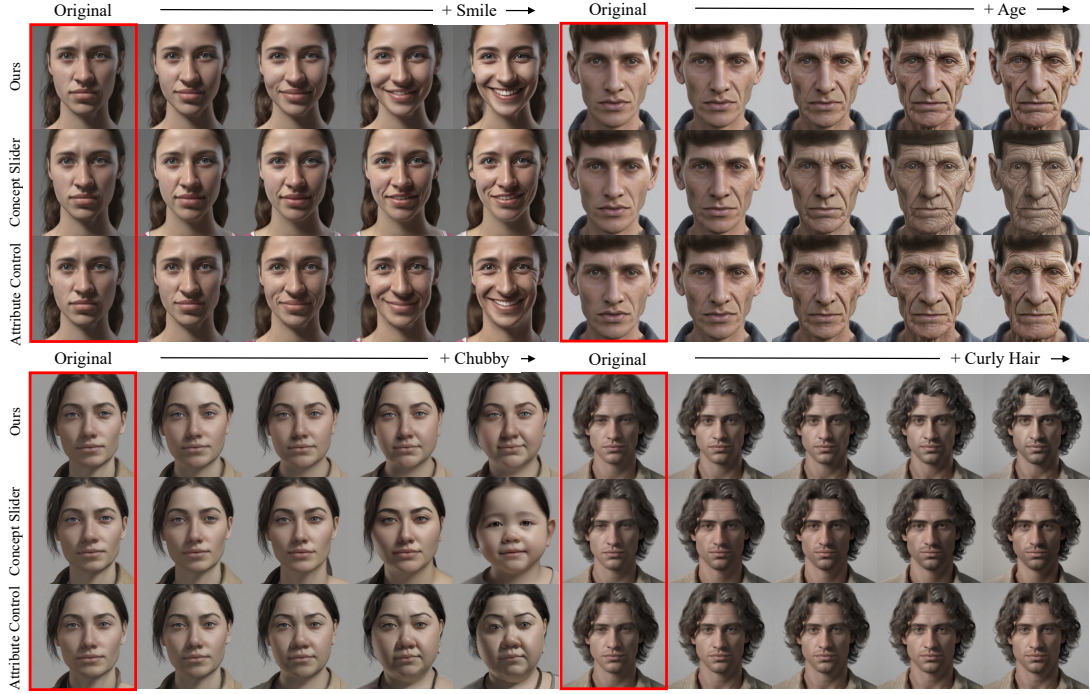 Original + Smile
Original + Age
Ours
Concept Slider
Attribute Control
Original + Chubby
Original + Curly Hair
Ours
Concept Slider
Attribute Control